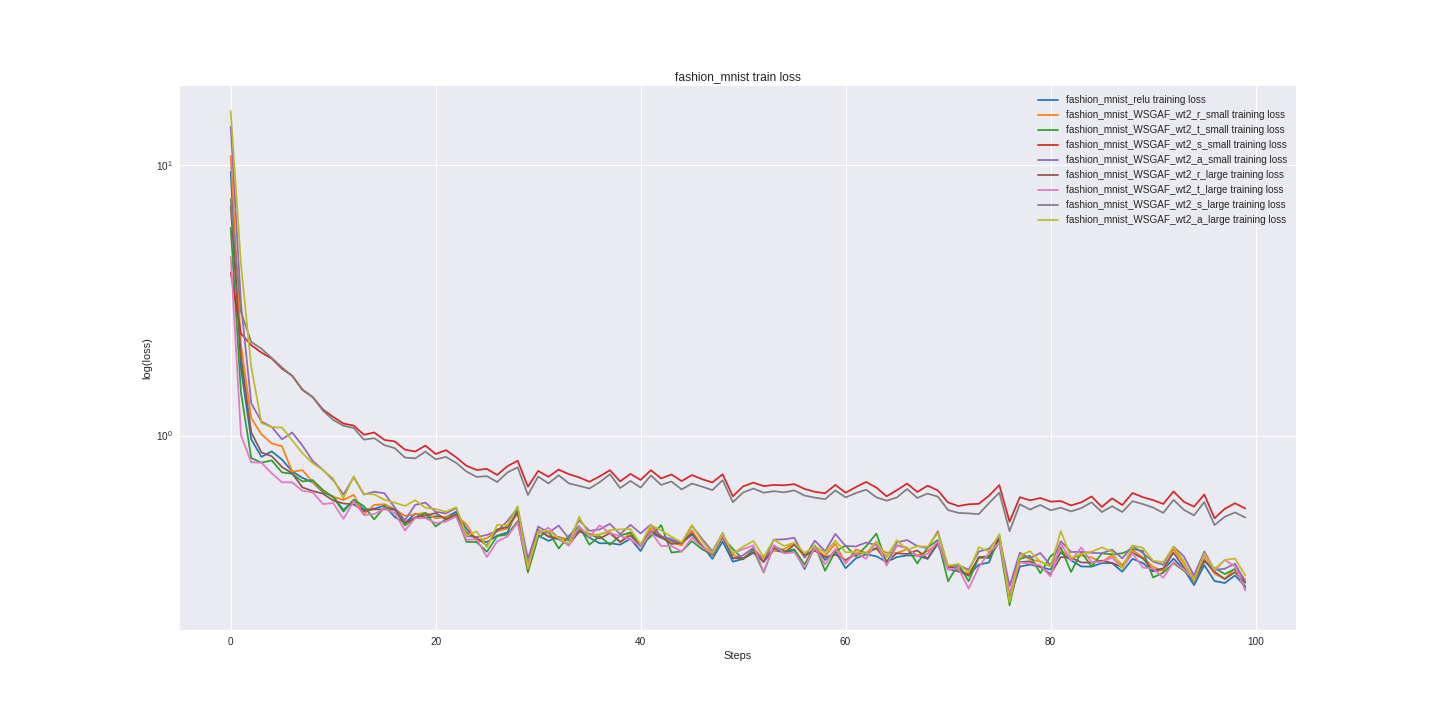 fashion_mnist train loss
fashion_mnist_relu training loss
fashion_mnist_WSGAF_wt2_r_small training loss
fashion_mnist_WSGAF_wt2_t_small training loss
fashion_mnist_WSGAF_wt2_s_small training loss
fashion_mnist_WSGAF_wt2_a_small training loss
fashion_mnist_WSGAF_wt2_r_large training loss
fashion_mnist_WSGAF_wt2_t_large training loss
fashion_mnist_WSGAF_wt2_s_large training loss
fashion_mnist_WSGAF_wt2_a_large training loss
10¹
10⁰
log(loss)
0 20 40 60 80 100
Steps